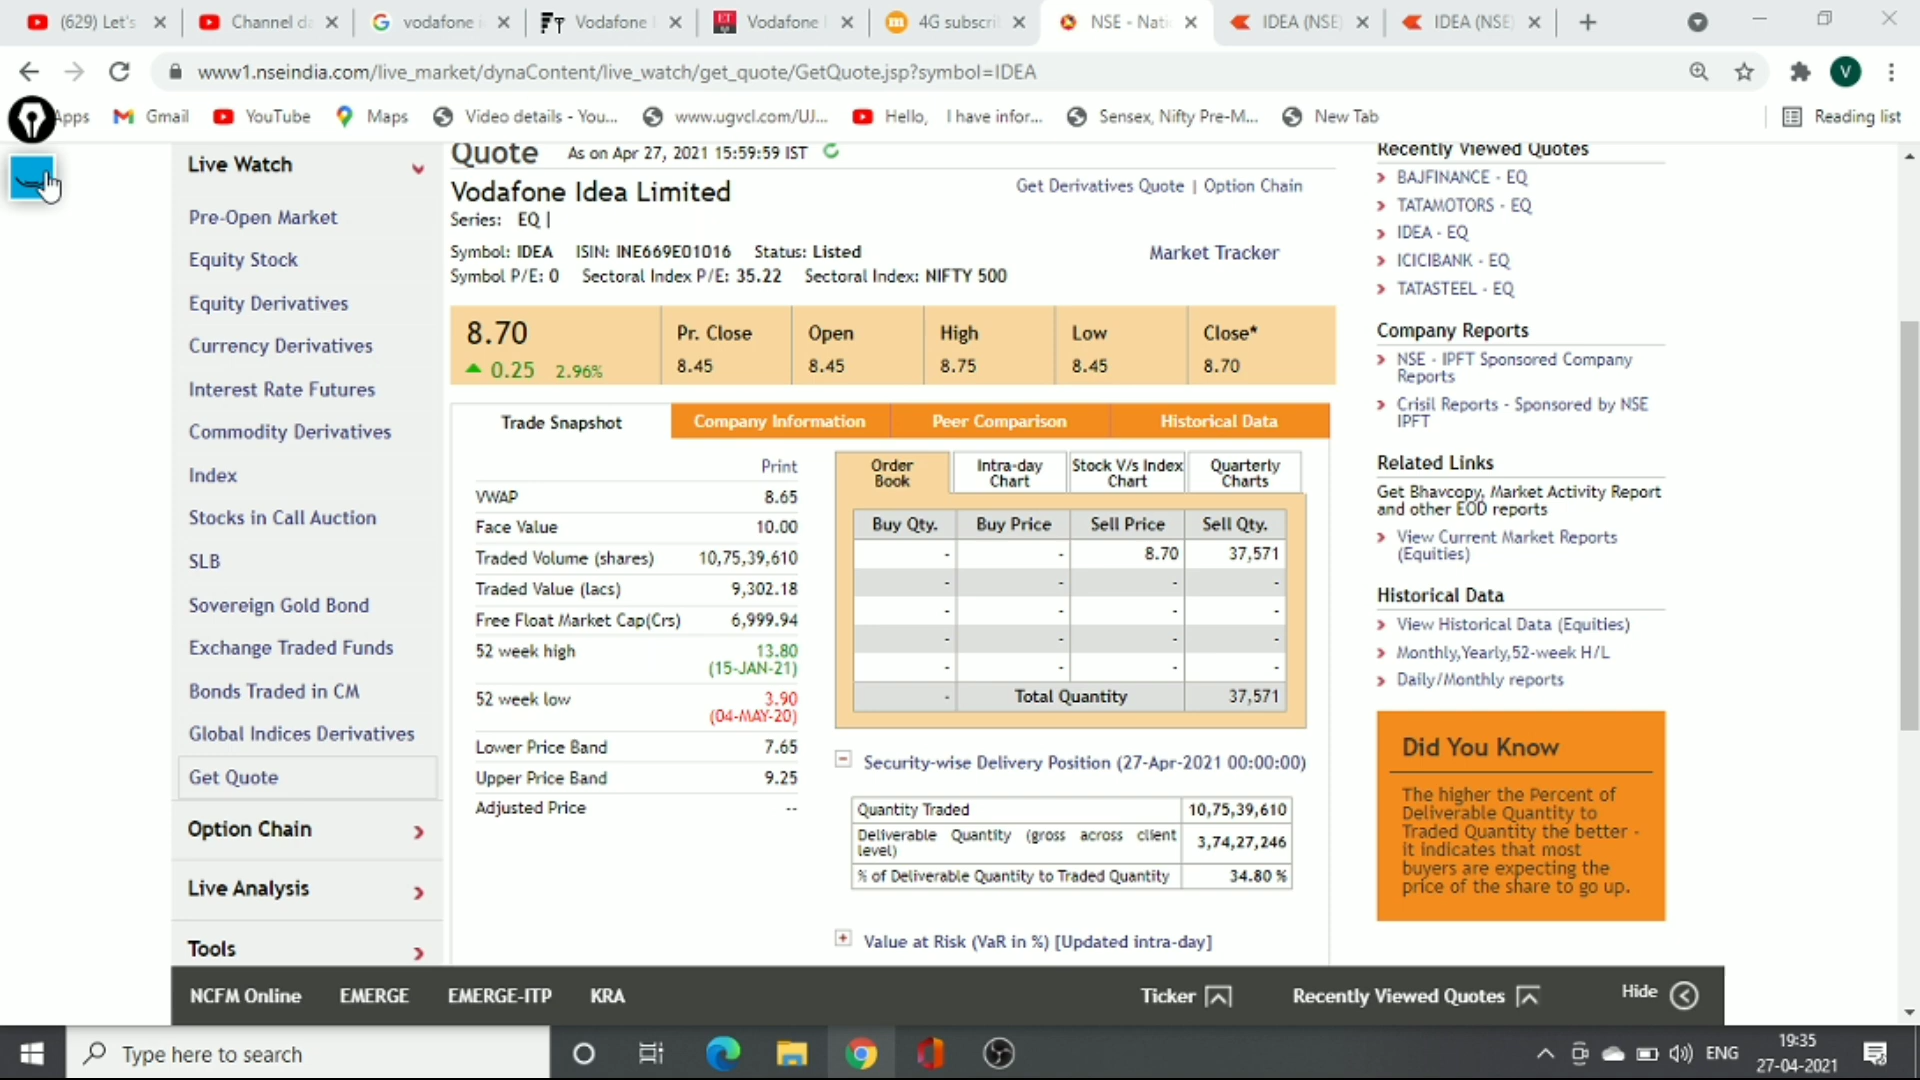 (629) Let's
Channel da
vodafone i
Vodafone I
Vodafone I
4G subscri
NSE - Nati
IDEA (NSE)
IDEA (NSE)
www1.nseindia.com/live_market/dynaContent/live_watch/get_quote/GetQuote.jsp?symbol=IDEA
V
Apps
Gmail
YouTube
Maps
Video details - You...
www.ugvcl.com/UJ...
Hello, I have infor...
Sensex, Nifty Pre-M...
New Tab
Reading list
Live Watch
Pre-Open Market
Equity Stock
Equity Derivatives
Currency Derivatives
Interest Rate Futures
Commodity Derivatives
Index
Stocks in Call Auction
SLB
Sovereign Gold Bond
Exchange Traded Funds
Bonds Traded in CM
Global Indices Derivatives
Get Quote
Option Chain
Live Analysis
Tools
Quote As on Apr 27, 2021 15:59:59 IST
Vodafone Idea Limited
Get Derivatives Quote | Option Chain
Series: EQ |
Symbol: IDEA ISIN: INE669E01016 Status: Listed
Market Tracker
Symbol P/E: 0 Sectoral Index P/E: 35.22 Sectoral Index: NIFTY 500
8.70 Pr. Close Open High Low Close*
0.25 2.96% 8.45 8.45 8.75 8.45 8.70
Trade Snapshot Company Information Peer Comparison Historical Data
Print
VWAP 8.65
Face Value 10.00
Traded Volume (shares) 10,75,39,610
Traded Value (lacs) 9,302.18
Free Float Market Cap(Crs) 6,999.94
52 week high 13.80
(15-JAN-21)
52 week low 3.90
(04-MAY-20)
Lower Price Band 7.65
Upper Price Band 9.25
Adjusted Price --
Order Book
Intra-day Chart
Stock V/s Index Chart
Quarterly Charts
Buy Qty. Buy Price Sell Price Sell Qty.
- - 8.70 37,571
- - - -
- - - -
- - - -
- - - -
- Total Quantity 37,571
Security-wise Delivery Position (27-Apr-2021 00:00:00)
Quantity Traded 10,75,39,610
Deliverable Quantity (gross across client
level) 3,74,27,246
% of Deliverable Quantity to Traded Quantity 34.80 %
Value at Risk (VaR in %) [Updated intra-day]
Recently Viewed Quotes
BAJFINANCE - EQ
TATAMOTORS - EQ
IDEA - EQ
ICICIBANK - EQ
TATASTEEL - EQ
Company Reports
NSE - IPFT Sponsored Company
Reports
Crisil Reports - Sponsored by NSE
IPFT
Related Links
Get Bhavcopy, Market Activity Report
and other EOD reports
View Current Market Reports
(Equities)
Historical Data
View Historical Data (Equities)
Monthly,Yearly,52-week H/L
Daily/Monthly reports
Did You Know
The higher the Percent of
Deliverable Quantity to
Traded Quantity the better -
it indicates that most
buyers are expecting the
price of the share to go up.
NCFM Online EMERGE EMERGE-ITP KRA Ticker Recently Viewed Quotes Hide
Type here to search
ENG
19:35
27-04-2021